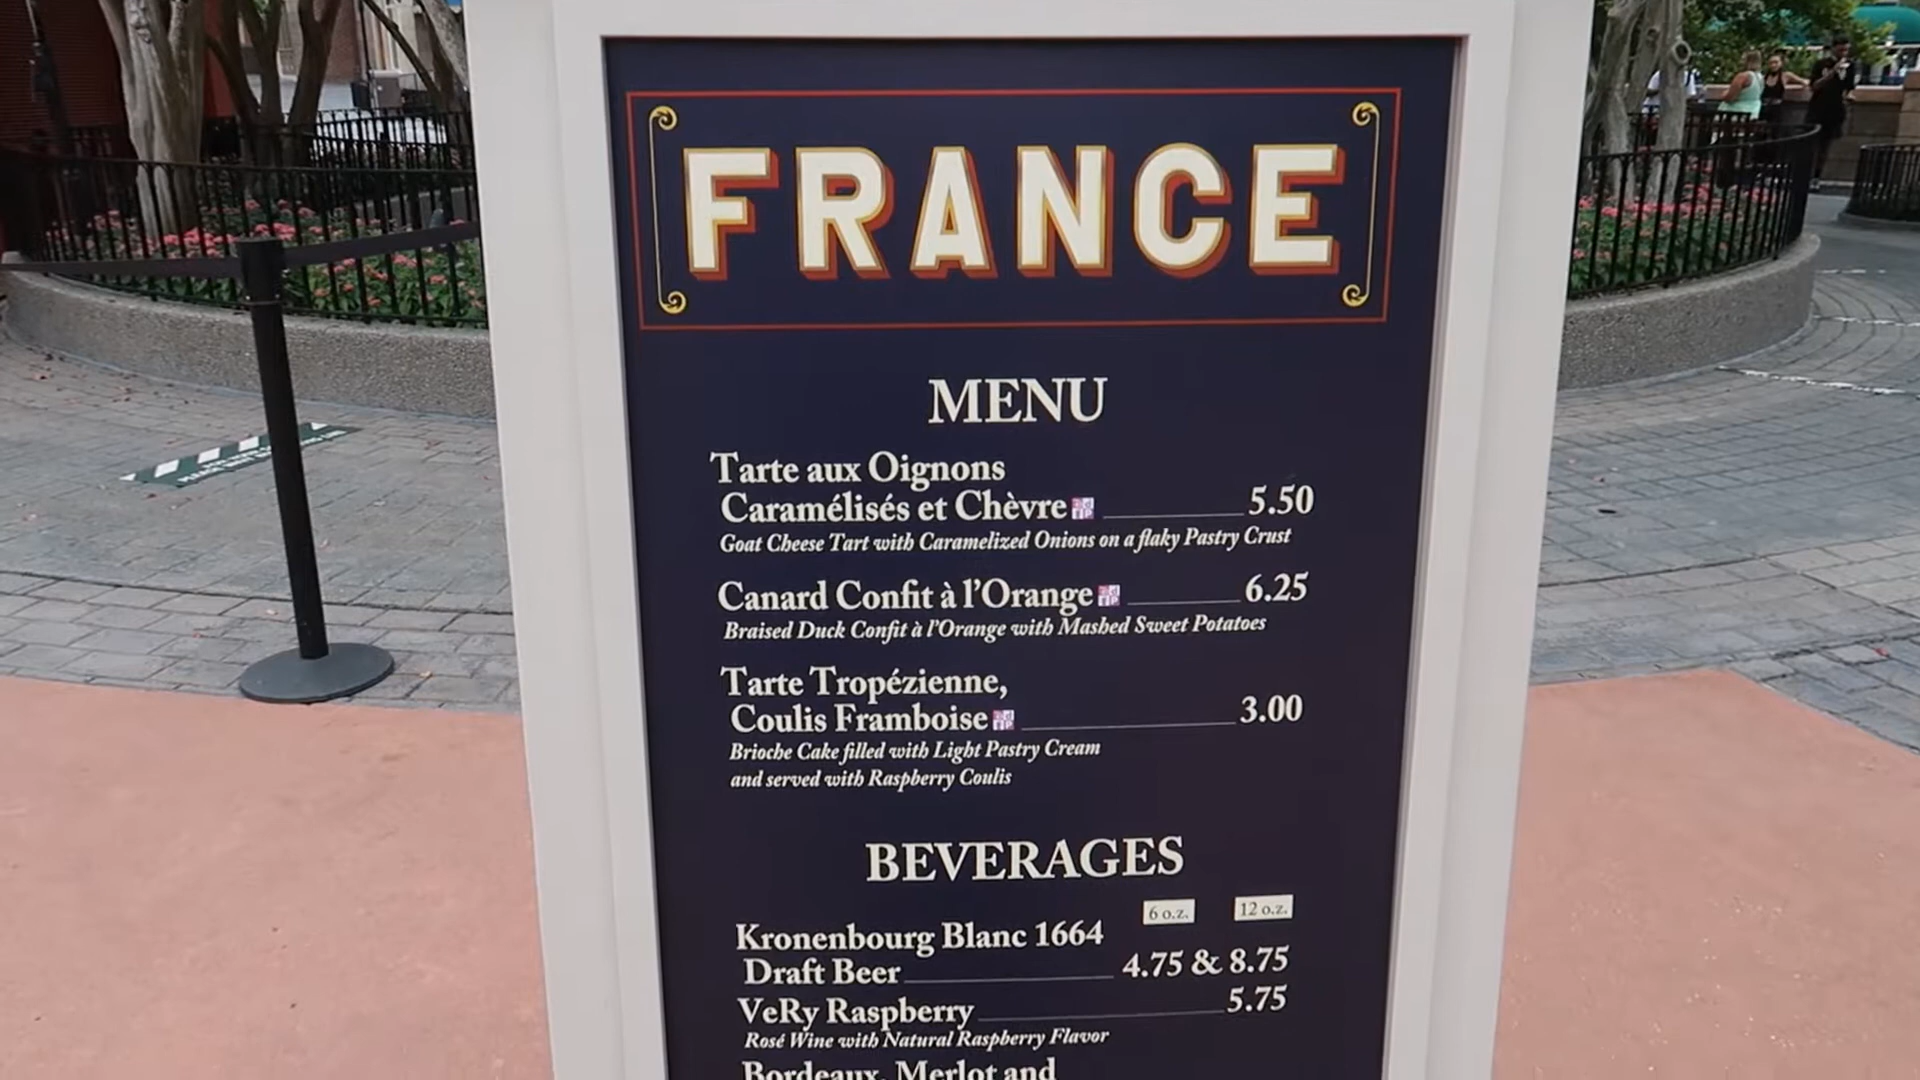 FRANCE
MENU
Tarte aux Oignons
Caramélisés et Chèvre 5.50
Goat Cheese Tart with Caramelized Onions on a flaky Pastry Crust
Canard Confit à l'Orange 6.25
Braised Duck Confit à l'Orange with Mashed Sweet Potatoes
Tarte Tropézienne,
Coulis Framboise 3.00
Brioche Cake filled with Light Pastry Cream
and served with Raspberry Coulis
BEVERAGES
6 o.z. 12 o.z.
Kronenbourg Blanc 1664
Draft Beer 4.75 & 8.75
VeRy Raspberry 5.75
Rosé Wine with Natural Raspberry Flavor
Bordeaux, Merlot and